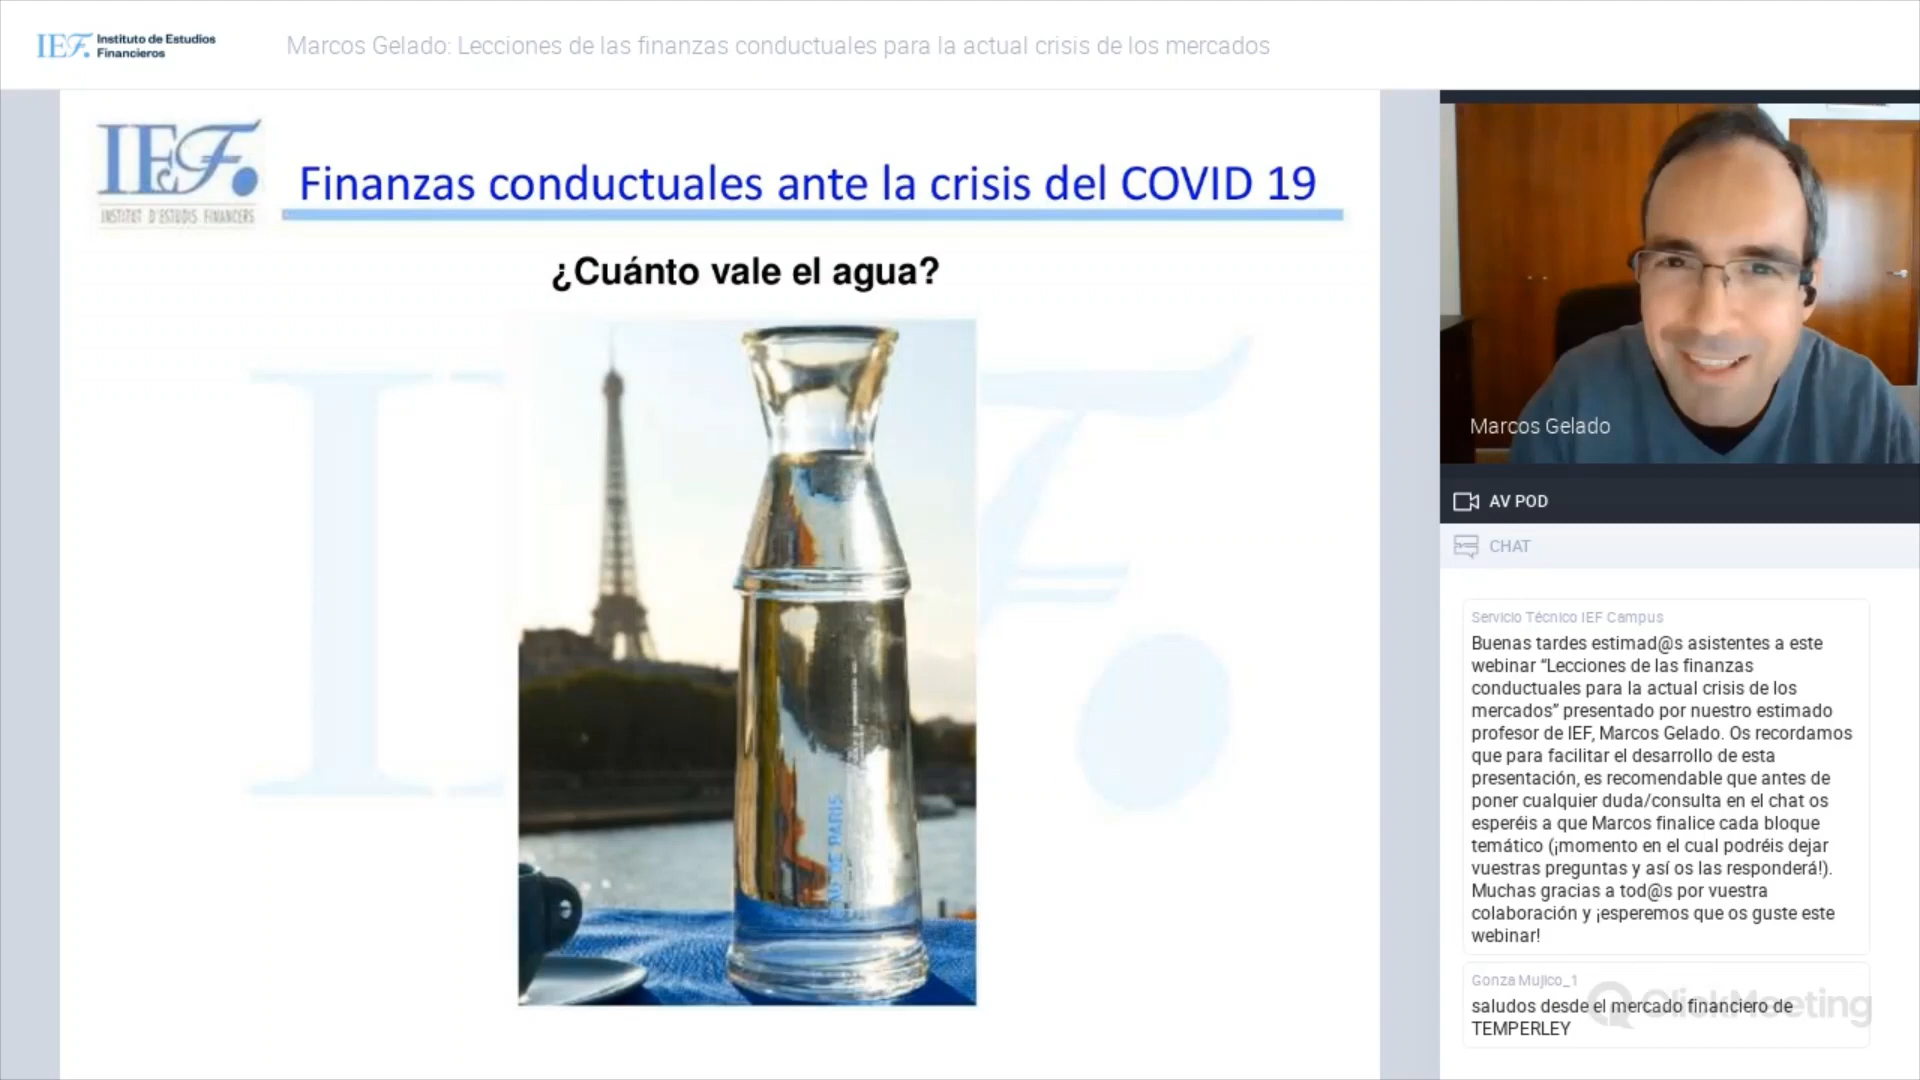 IEF. Instituto de Estudios
Financieros
Marcos Gelado: Lecciones de las finanzas conductuales para la actual crisis de los mercados
IEF.
INSTITUT D'ESTUDIS FINANCERS
Finanzas conductuales ante la crisis del COVID 19
¿Cuánto vale el agua?
EAU DE PARIS
Marcos Gelado
AV POD
CHAT
Servicio Técnico IEF Campus
Buenas tardes estimad@s asistentes a este
webinar “Lecciones de las finanzas
conductuales para la actual crisis de los
mercados” presentado por nuestro estimado
profesor de IEF, Marcos Gelado. Os recordamos
que para facilitar el desarrollo de esta
presentación, es recomendable que antes de
poner cualquier duda/consulta en el chat os
esperéis a que Marcos finalice cada bloque
temático (¡momento en el cual podréis dejar
vuestras preguntas y así os las responderá!).
Muchas gracias a tod@s por vuestra
colaboración y ¡esperemos que os guste este
webinar!
Gonza Mujico_1
saludos desde el mercado financiero de
TEMPERLEY
ClickMeeting